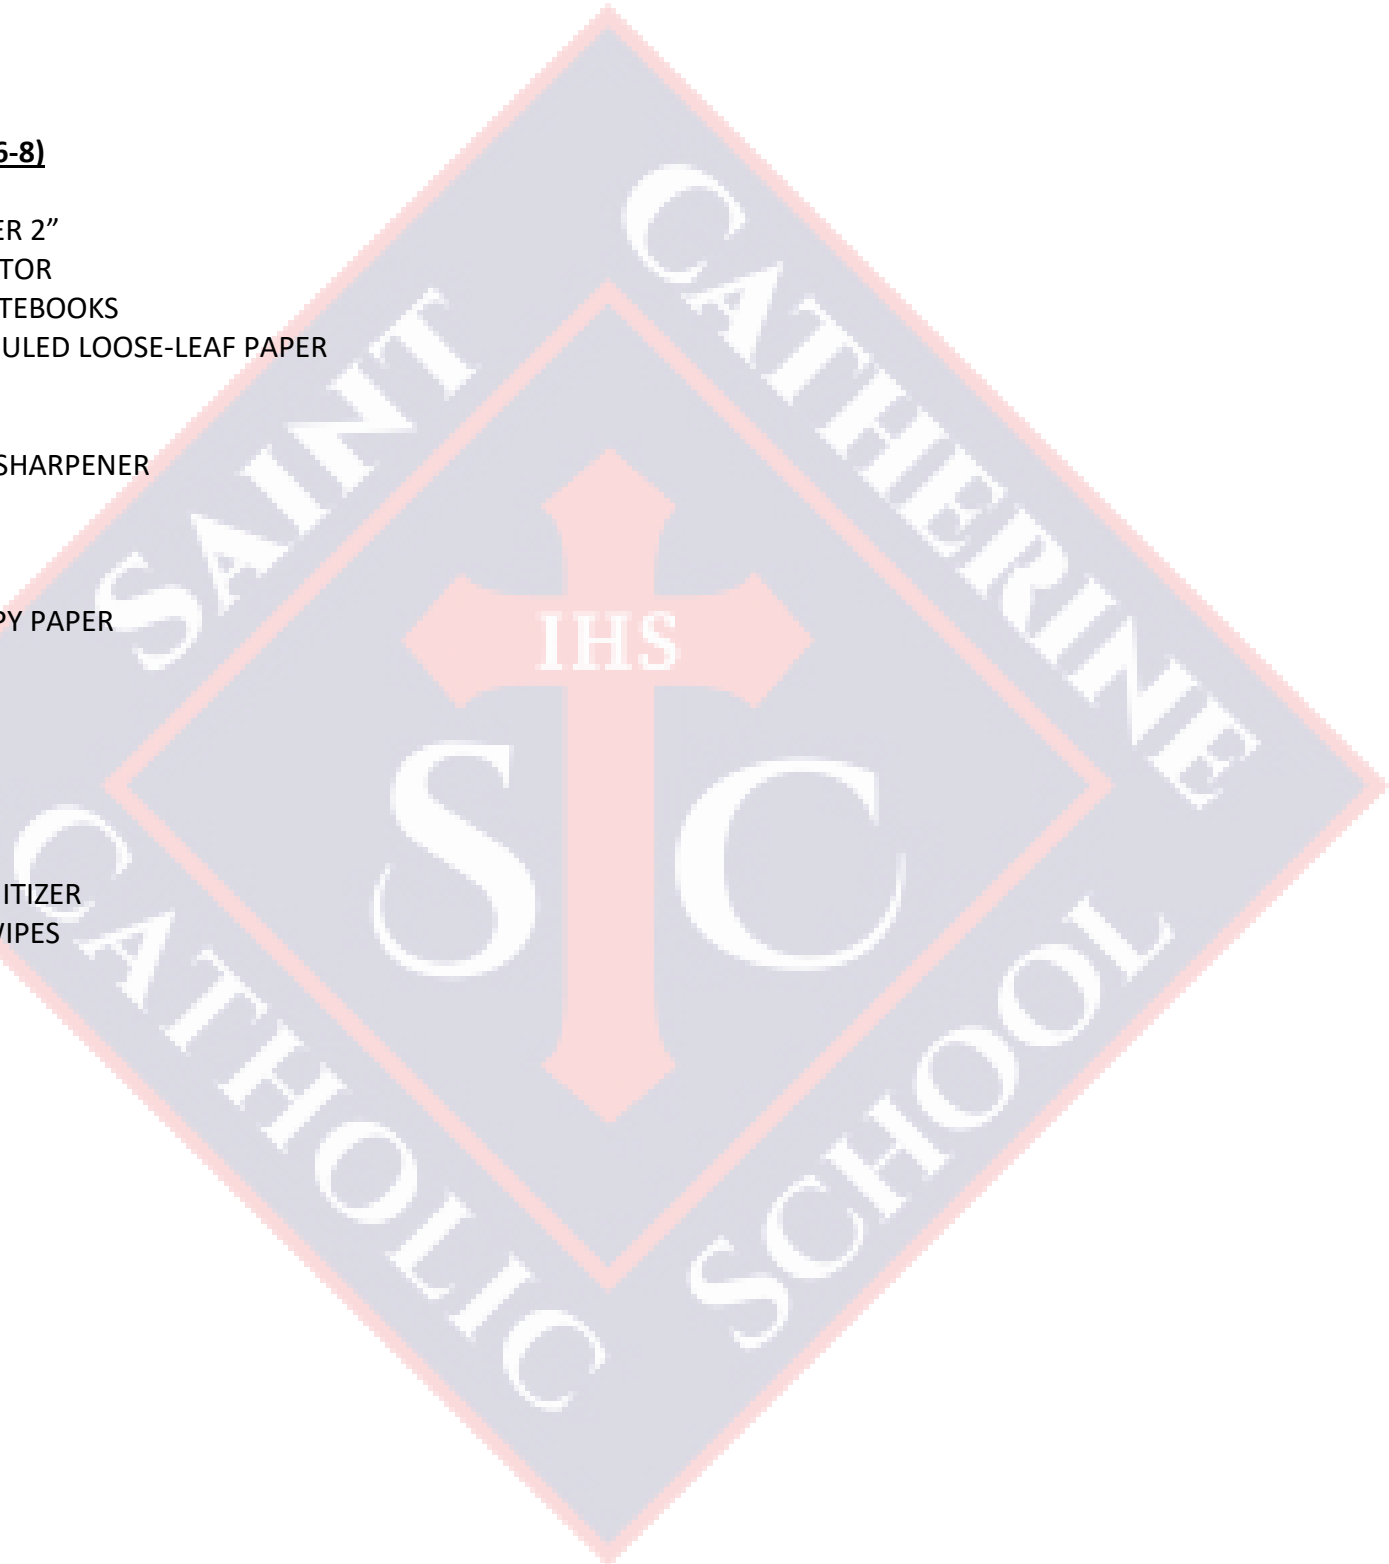 6-8)
ER 2”
TOR
TEBOOKS
ULED LOOSE-LEAF PAPER
SHARPENER
PY PAPER
ITIZER
WIPES
SAINT
CATHERINE
IHS
S C
CATHOLIC
SCHOOL